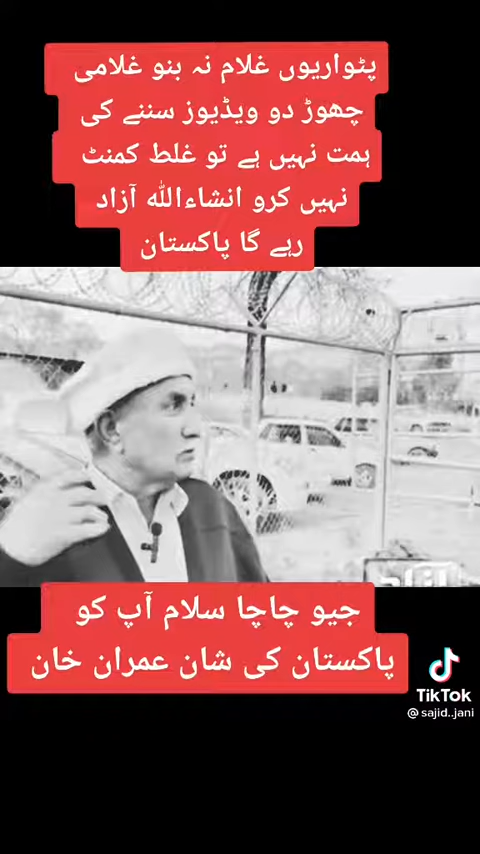 پٹواریوں غلام نہ بنو غلامی
چھوڑ دو ویڈیوز سننے کی
ہمت نہیں ہے تو غلط کمنٹ
نہیں کرو انشاءاللہ آزاد
رہے گا پاکستان
جیو چاچا سلام آپ کو
پاکستان کی شان عمران خان
TikTok
@sajid..jani